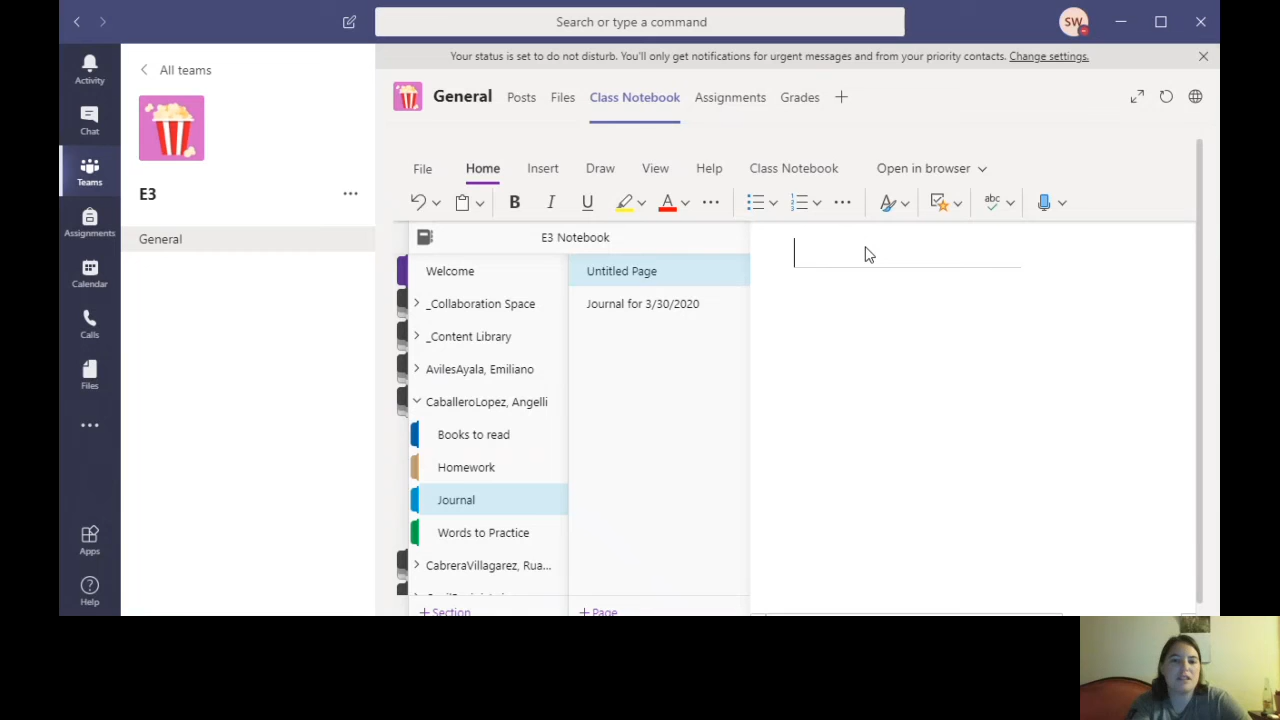 Search or type a command
SW
Your status is set to do not disturb. You'll only get notifications for urgent messages and from your priority contacts. Change settings.
Activity
Chat
Teams
Assignments
Calendar
Calls
Files
Apps
Help
All teams
E3
General
General
Posts
Files
Class Notebook
Assignments
Grades
File
Home
Insert
Draw
View
Help
Class Notebook
Open in browser
B
I
U
A
abc
E3 Notebook
Welcome
_Collaboration Space
_Content Library
AvilesAyala, Emiliano
CaballeroLopez, Angelli
Books to read
Homework
Journal
Words to Practice
CabreraVillagarez, Rua...
+ Section
Untitled Page
Journal for 3/30/2020
+ Page